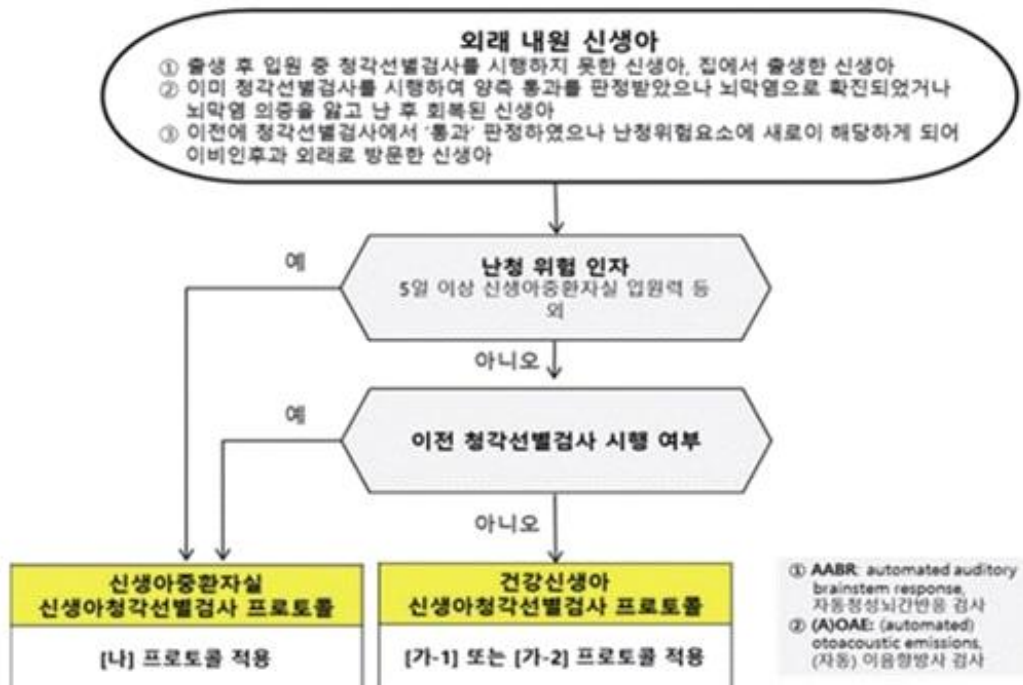 외래 내원 신생아
① 출생 후 입원 중 청각선별검사를 시행하지 못한 신생아, 집에서 출생한 신생아
② 이미 청각선별검사를 시행하여 양측 통과를 판정받았으나 뇌막염으로 확진되었거나
뇌막염 의증을 앓고 난 후 회복된 신생아
③ 이전에 청각선별검사에서 '통과' 판정하였으나 난청위험요소에 새로이 해당하게 되어
이비인후과 외래로 방문한 신생아
예
난청 위험 인자
5일 이상 신생아중환자실 입원력 등
외
아니오
예
이전 청각선별검사 시행 여부
아니오
신생아중환자실
신생아청각선별검사 프로토콜
[나] 프로토콜 적용
건강신생아
신생아청각선별검사 프로토콜
[가-1] 또는 [가-2] 프로토콜 적용
① AABR: automated auditory
brainstem response,
자동청성뇌간반응 검사
② (A)OAE: (automated)
otoacoustic emissions,
(자동) 이음향방사 검사